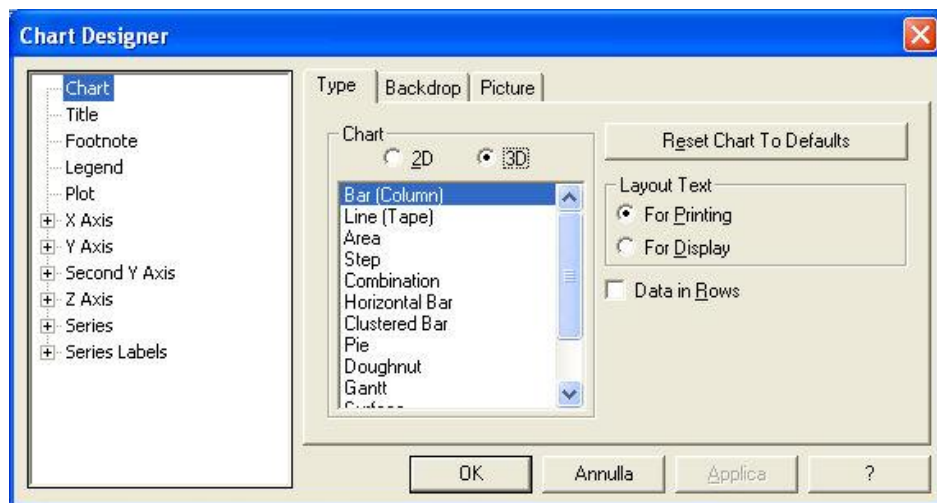 Chart Designer
Chart
Title
Footnote
Legend
Plot
X Axis
Y Axis
Second Y Axis
Z Axis
Series
Series Labels
Type
Backdrop
Picture
Chart
2D
3D
Bar (Column)
Line (Tape)
Area
Step
Combination
Horizontal Bar
Clustered Bar
Pie
Doughnut
Gantt
Reset Chart To Defaults
Layout Text
For Printing
For Display
Data in Rows
OK
Annulla
Applica
?